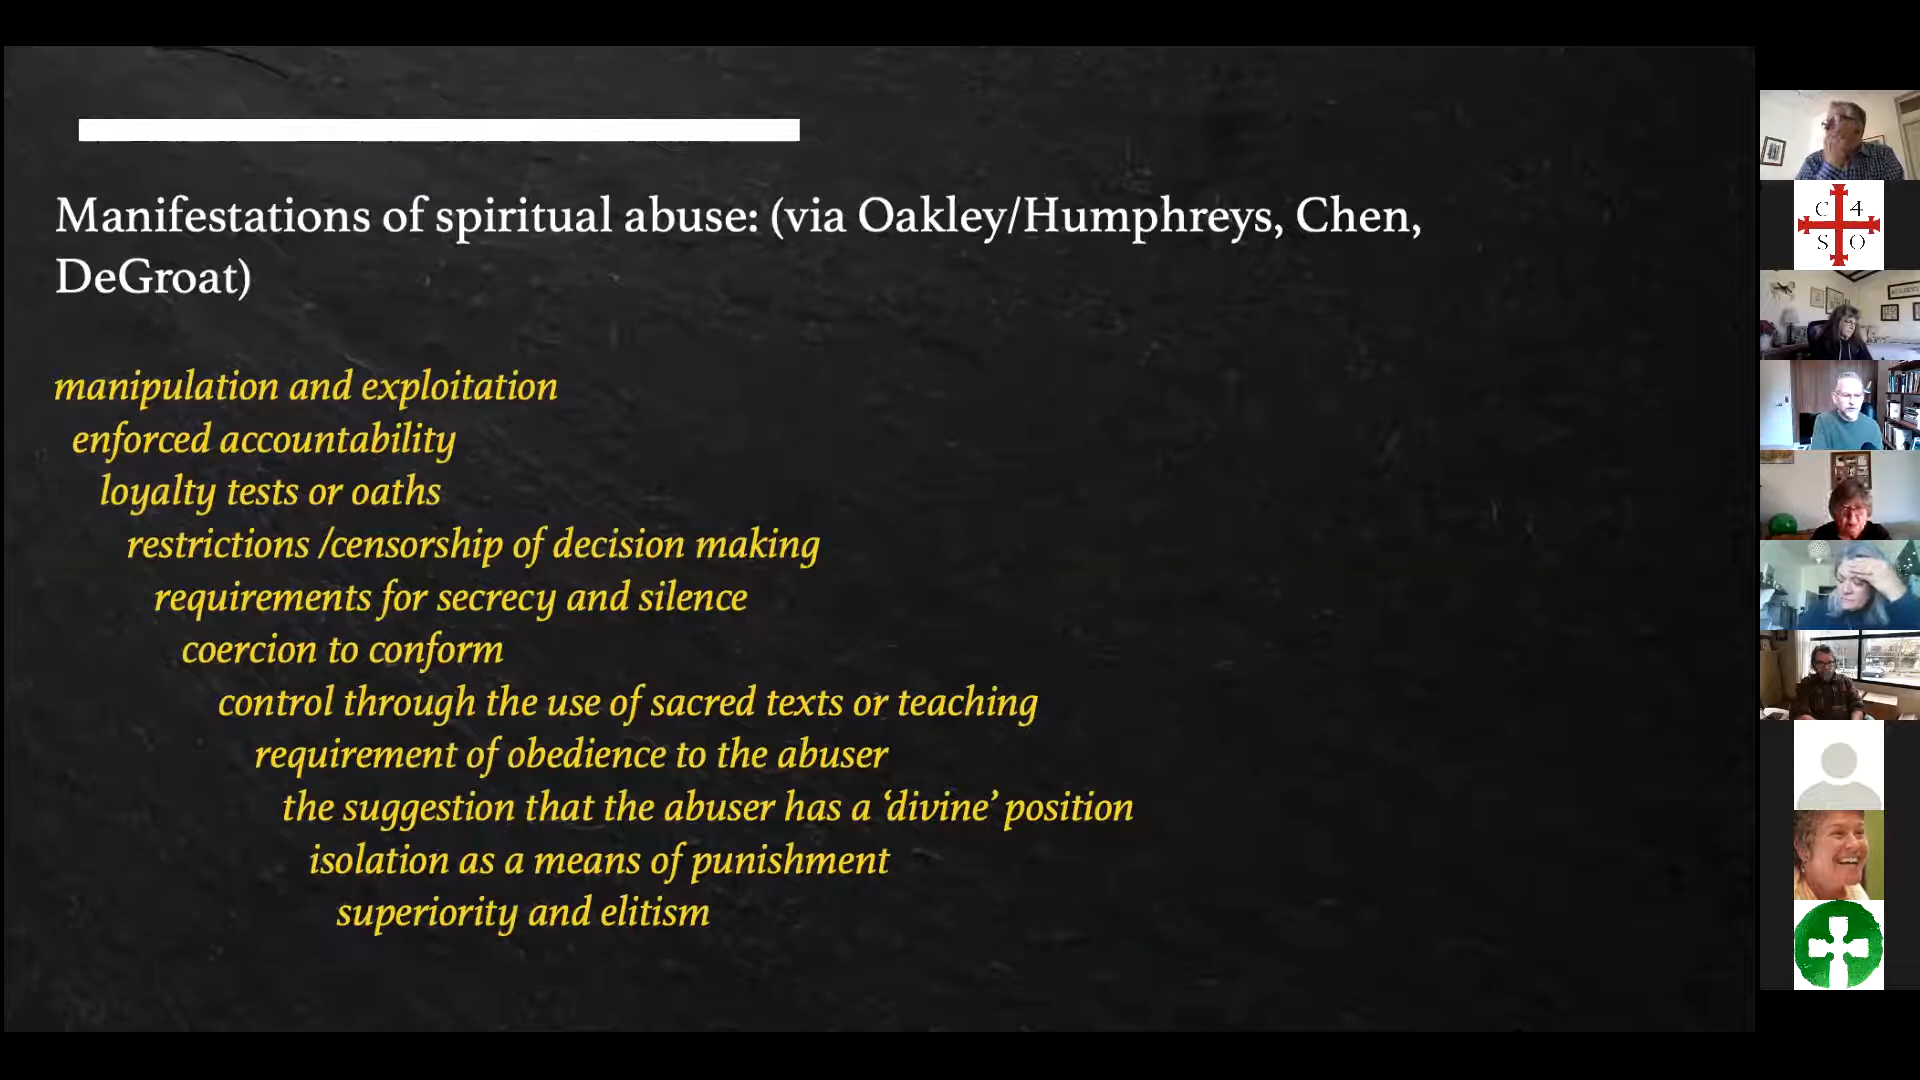 Manifestations of spiritual abuse: (via Oakley/Humphreys, Chen,
DeGroat)
manipulation and exploitation
enforced accountability
loyalty tests or oaths
restrictions /censorship of decision making
requirements for secrecy and silence
coercion to conform
control through the use of sacred texts or teaching
requirement of obedience to the abuser
the suggestion that the abuser has a ‘divine’ position
isolation as a means of punishment
superiority and elitism
C 4
S O